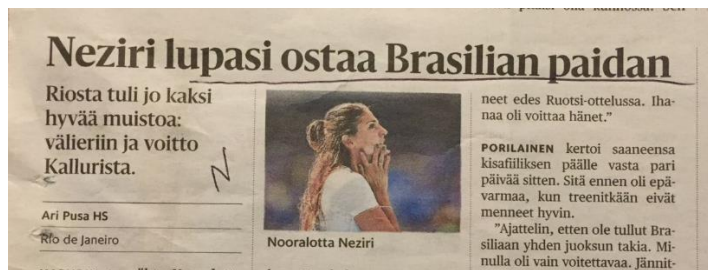 Neziri lupasi ostaa Brasilian paidan
Riosta tuli jo kaksi
hyvää muistoa:
välieriin ja voitto
Kallurista.
N
Ari Pusa HS
Rio de Janeiro
Nooralotta Neziri
neet edes Ruotsi-ottelussa. Iha-
naa oli voittaa hänet.”
PORILAINEN kertoi saaneensa
kisafiiliksen päälle vasta pari
päivää sitten. Sitä ennen oli epä-
varmaa, kun treenitkään eivät
menneet hyvin.
”Ajattelin, etten ole tullut Bra-
siliaan yhden juoksun takia. Mi-
nulla oli vain voitettavaa. Jännit-